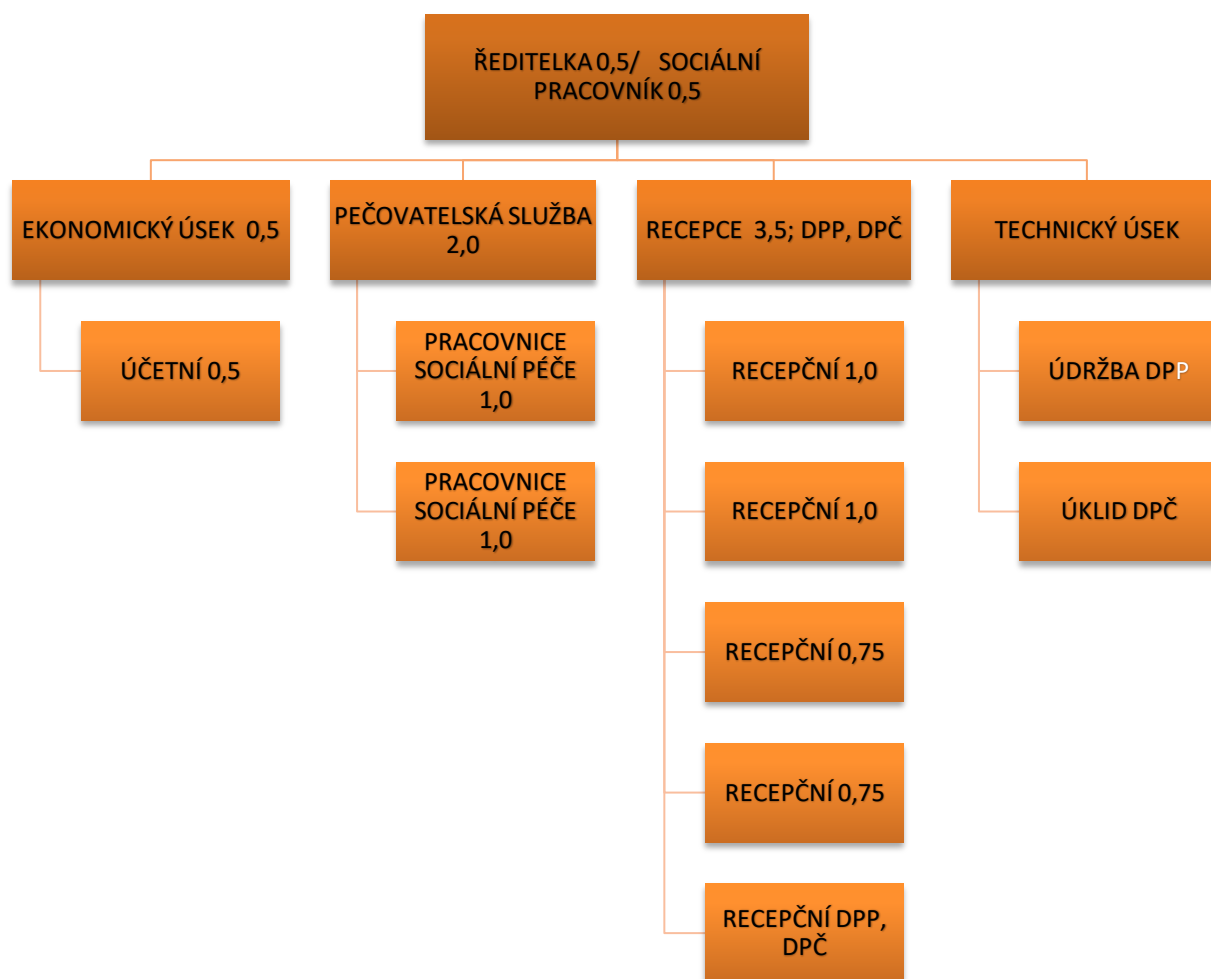 ŘEDITELKA 0,5/ SOCIÁLNÍ
PRACOVNÍK 0,5
EKONOMICKÝ ÚSEK 0,5
ÚČETNÍ 0,5
PEČOVATELSKÁ SLUŽBA
2,0
PRACOVNICE
SOCIÁLNÍ PÉČE
1,0
PRACOVNICE
SOCIÁLNÍ PÉČE
1,0
RECEPCE 3,5; DPP, DPČ
RECEPČNÍ 1,0
RECEPČNÍ 1,0
RECEPČNÍ 0,75
RECEPČNÍ 0,75
RECEPČNÍ DPP,
DPČ
TECHNICKÝ ÚSEK
ÚDRŽBA DPP
ÚKLID DPČ